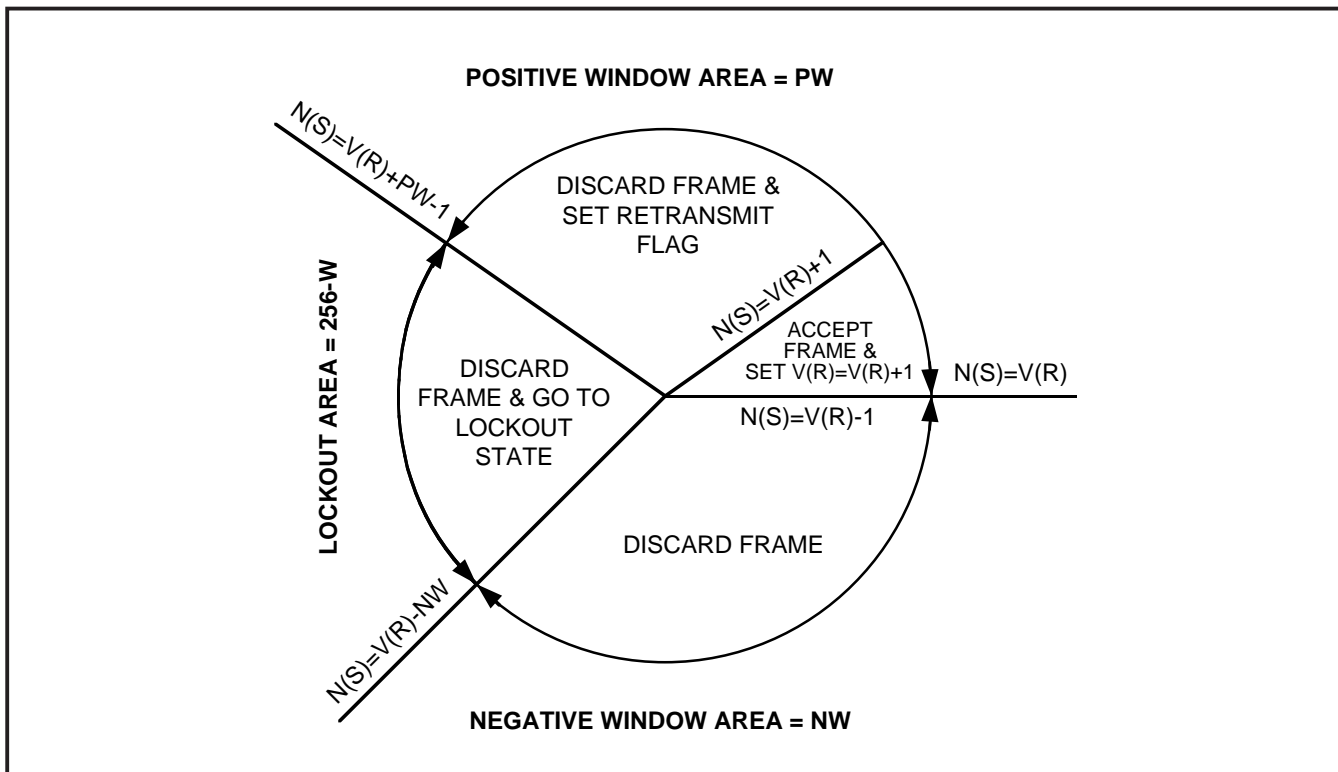 POSITIVE WINDOW AREA = PW
N(S)=V(R)+PW-1
DISCARD FRAME &
SET RETRANSMIT
FLAG
N(S)=V(R)+1
ACCEPT
FRAME &
SET V(R)=V(R)+1
N(S)=V(R)
N(S)=V(R)-1
LOCKOUT AREA = 256-W
DISCARD
FRAME & GO TO
LOCKOUT
STATE
DISCARD FRAME
N(S)=V(R)-NW
NEGATIVE WINDOW AREA = NW